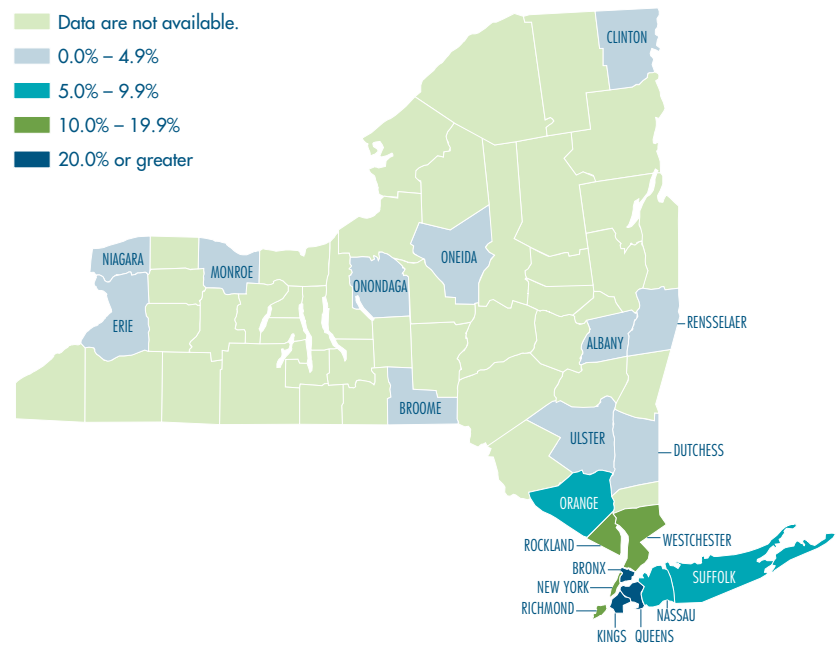 Data are not available.
0.0% – 4.9%
5.0% – 9.9%
10.0% – 19.9%
20.0% or greater
CLINTON
NIAGARA
MONROE
ONEIDA
ONONDAGA
ERIE
RENSSELAER
ALBANY
BROOME
ULSTER
DUTCHESS
ORANGE
ROCKLAND
WESTCHESTER
BRONX
SUFFOLK
NEW YORK
RICHMOND
NASSAU
KINGS
QUEENS